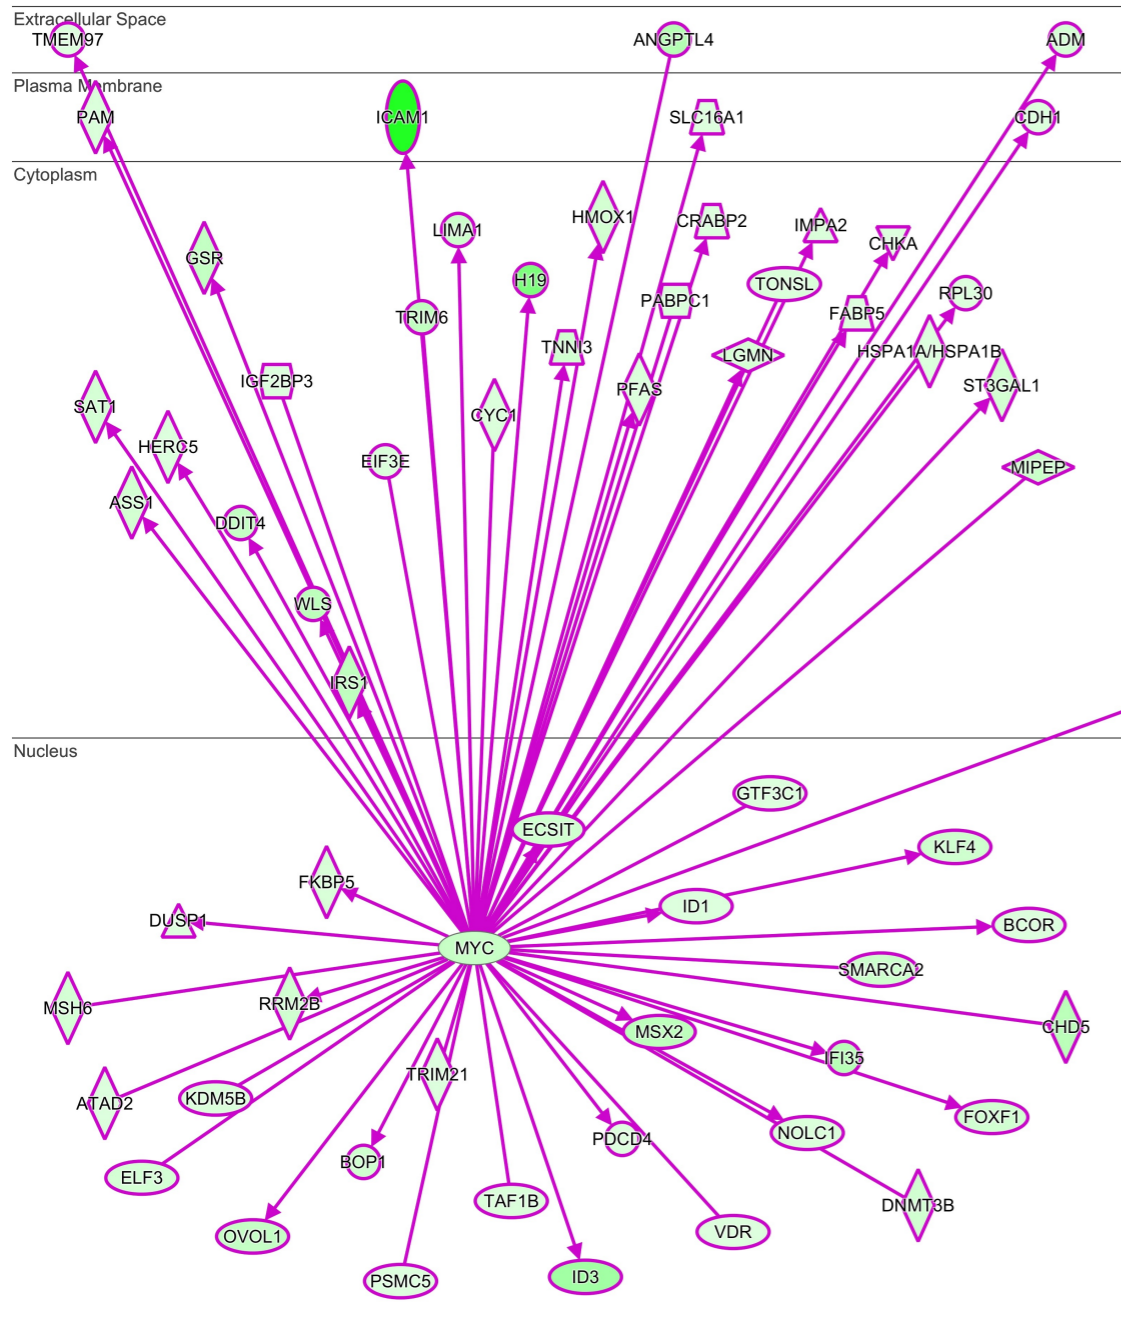 Extracellular Space
TMEM97
ANGPTL4
ADM
Plasma Membrane
PAM
ICAM1
SLC16A1
CDH1
Cytoplasm
HMOX1
CRABP2
IMPA2
LIMA1
CHKA
GSR
H19
TONSL
RPL30
PABPC1
FABP5
TRIM6
TNNI3
LGMN
HSPA1A/HSPA1B
IGF2BP3
PFAS
ST3GAL1
SAT1
CYC1
HERC5
EIF3E
MIPEP
ASS1
DDIT4
WLS
IRS1
Nucleus
GTF3C1
ECSIT
KLF4
FKBP5
ID1
DUSP1
BCOR
MYC
SMARCA2
MSH6
RRM2B
MSX2
CHD5
IFI35
TRIM21
ATAD2
KDM5B
FOXF1
PDCD4
NOLC1
BOP1
ELF3
TAF1B
DNMT3B
OVOL1
VDR
PSMC5
ID3